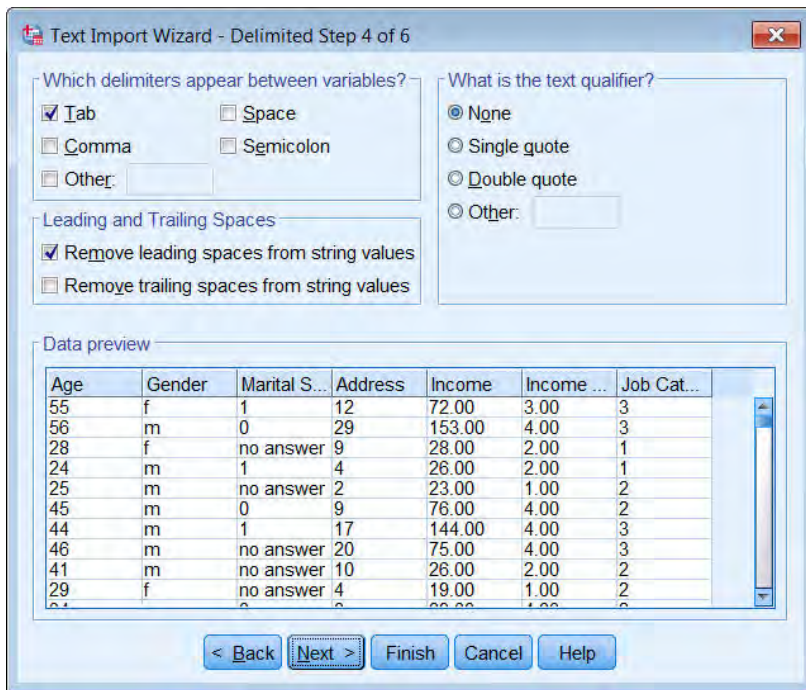 Text Import Wizard - Delimited Step 4 of 6
Which delimiters appear between variables?
Tab
Space
Comma
Semicolon
Other:
Leading and Trailing Spaces
Remove leading spaces from string values
Remove trailing spaces from string values
What is the text qualifier?
None
Single quote
Double quote
Other:
Data preview
Age Gender Marital S... Address Income Income ... Job Cat...
55 f 1 12 72.00 3.00 3
56 m 0 29 153.00 4.00 3
28 f no answer 9 28.00 2.00 1
24 m 1 4 26.00 2.00 1
25 m no answer 2 23.00 1.00 2
45 m 0 9 76.00 4.00 2
44 m 1 17 144.00 4.00 3
46 m no answer 20 75.00 4.00 3
41 m no answer 10 26.00 2.00 2
29 f no answer 4 19.00 1.00 2
< Back Next > Finish Cancel Help